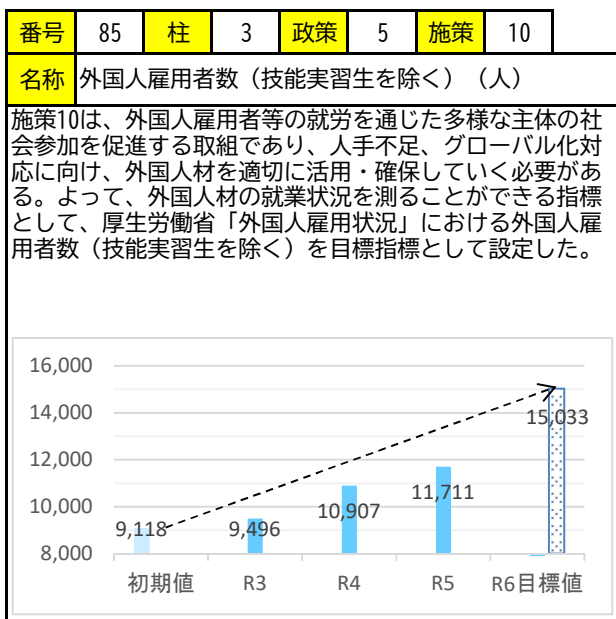 番号 85 柱 3 政策 5 施策 10
名称 外国人雇用者数（技能実習生を除く）（人）
施策10は、外国人雇用者等の就労を通じた多様な主体の社
会参加を促進する取組であり、人手不足、グローバル化対
応に向け、外国人材を適切に活用・確保していく必要があ
る。よって、外国人材の就業状況を測ることができる指標
として、厚生労働省「外国人雇用状況」における外国人雇
用者数（技能実習生を除く）を目標指標として設定した。
16,000
14,000
12,000
10,000
8,000
9,118
9,496
10,907
11,711
15,033
初期値 R3 R4 R5 R6目標値